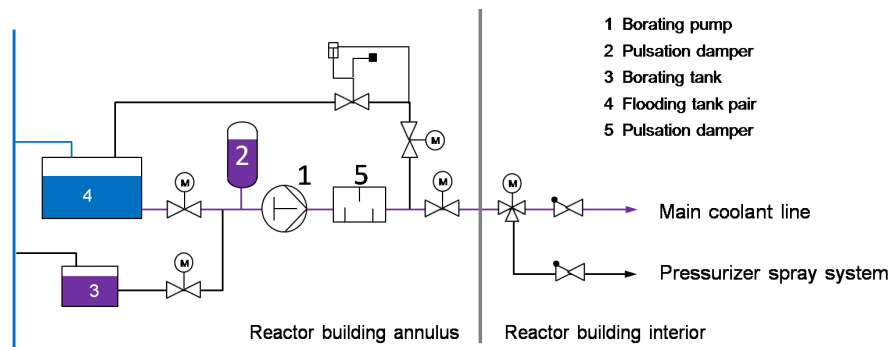 1 Borating pump
2 Pulsation damper
3 Borating tank
4 Flooding tank pair
5 Pulsation damper
M
2
1
5
M
M
M
M
4
Main coolant line
3
M
Pressurizer spray system
Reactor building annulus
Reactor building interior